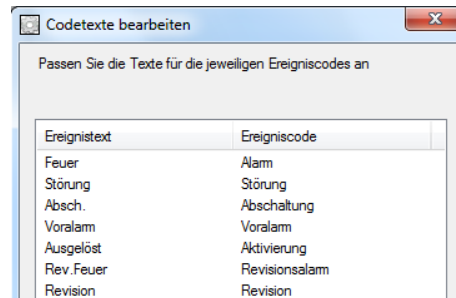 Codetexte bearbeiten
Passen Sie die Texte für die jeweiligen Ereigniscodes an
Ereignistext Ereigniscode
Feuer Alarm
Störung Störung
Absch. Abschaltung
Voralarm Voralarm
Ausgelöst Aktivierung
Rev.Feuer Revisionsalarm
Revision Revision